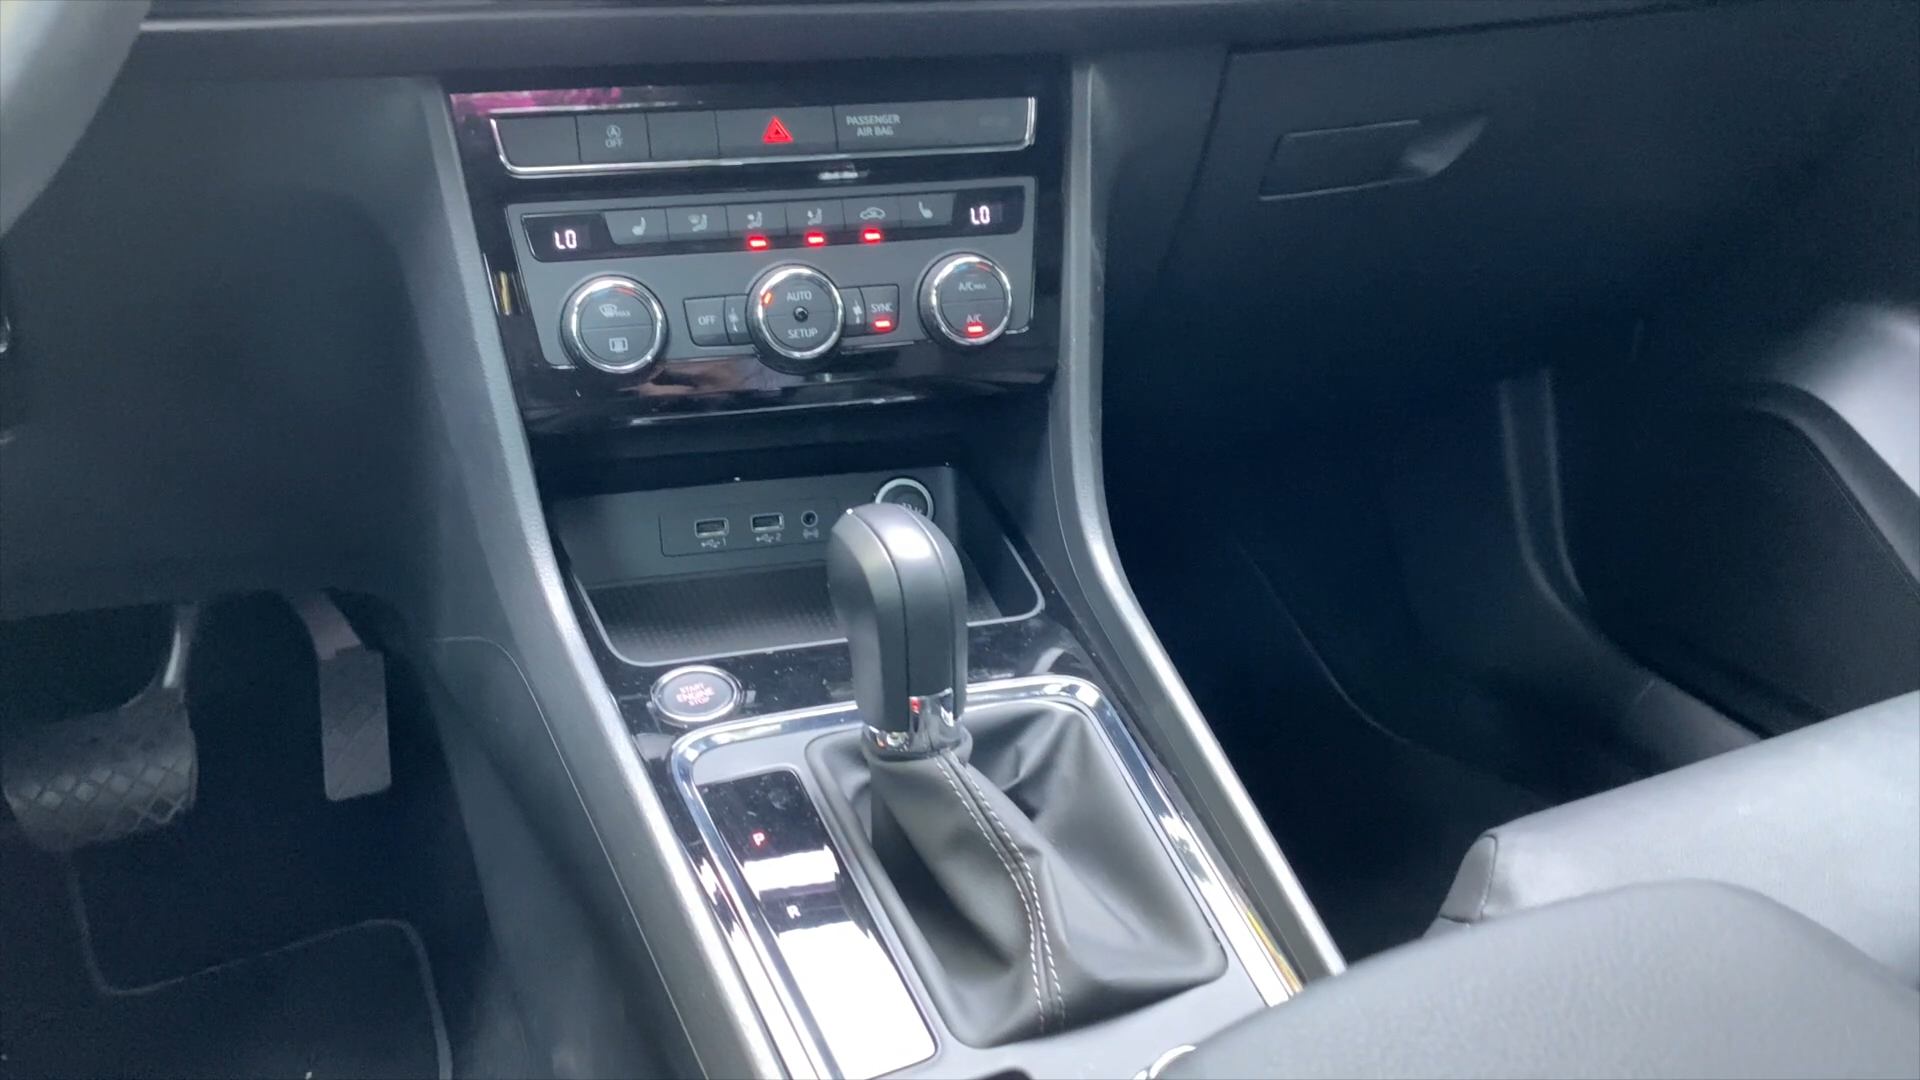 A
OFF
PASSENGER
AIR BAG
LO
LO
MAX
OFF
AUTO
SETUP
SYNC
A/C MAX
A/C
1
2
START
ENGINE
STOP
P
R